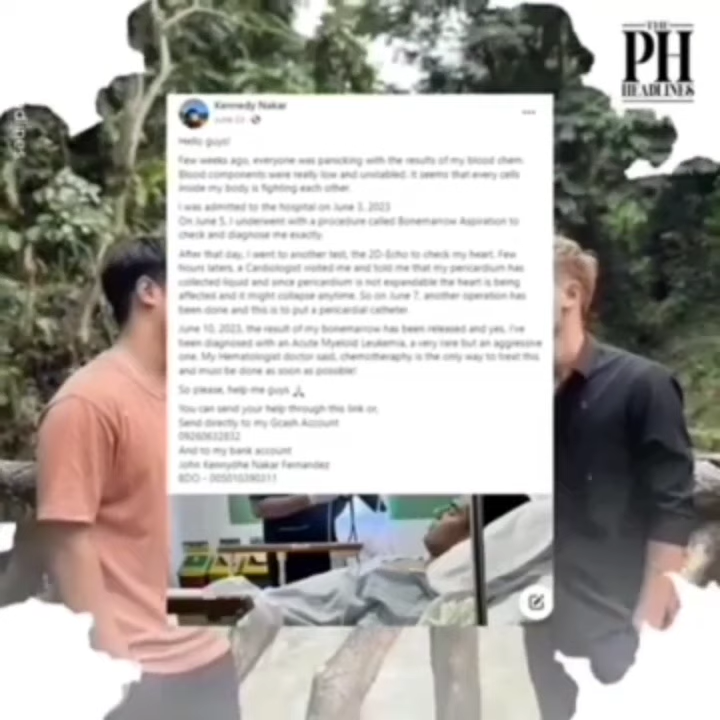 THE
PH
HEADLINES
Kennedy Nakar
June 22
Hello guys!
Few weeks ago, everyone was panicking with the results of my blood chem.
Blood components were really low and unstabled. It seems that every cells
inside my body is fighting each other.
I was admitted to the hospital on June 3, 2023
On June 5, I underwent with a procedure called Bonemarrow Aspiration to
check and diagnose me exactly.
After that day, I went to another test, the 2D-Echo to check my heart. Few
hours laters, a Cardiologist visited me and told me that my pericardium has
collected liquid and since pericardium is not expandable the heart is being
affected and it might collapse anytime. So on June 7, another operation has
been done and this is to put a pericardial catheter.
June 10, 2023, the result of my bonemarrow has been released and yes, I've
been diagnosed with an Acute Myeloid Leukemia, a very rare but an aggressive
one. My Hematologist doctor said, chemotheraphy is the only way to treat this
and must be done as soon as possible!
So please, help me guys 🙏
You can send your help through this link or,
Send directly to my Gcash Account
And to my bank account
John Kennydhe Nakar Fernandez
BDO -